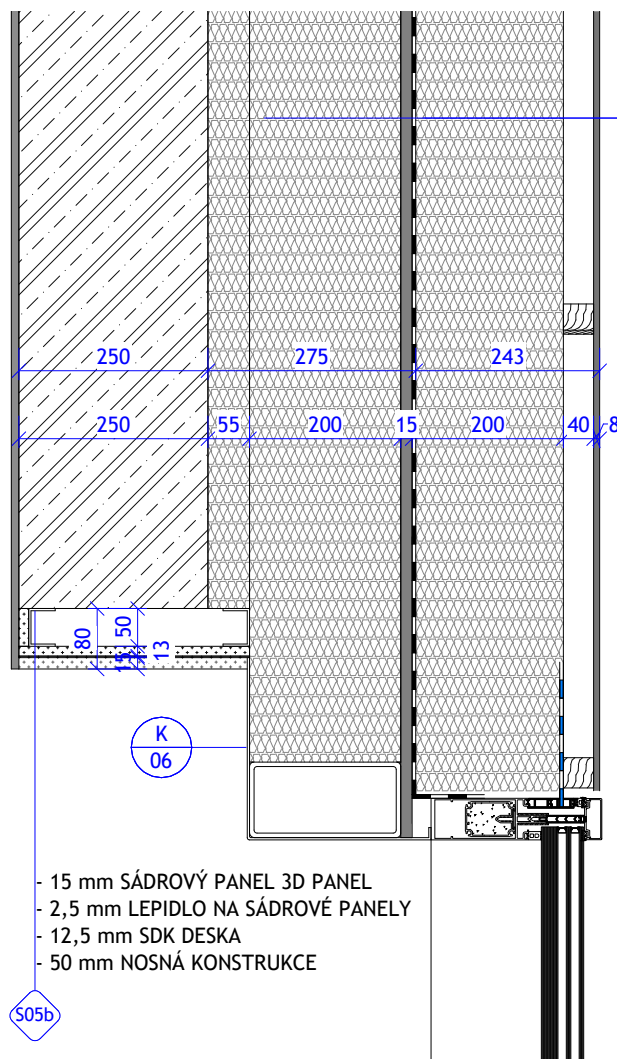 250
275
243
250
55
200
15
200
40
8
80
50
13
15
K
06
- 15 mm SÁDROVÝ PANEL 3D PANEL
- 2,5 mm LEPIDLO NA SÁDROVÉ PANELY
- 12,5 mm SDK DESKA
- 50 mm NOSNÁ KONSTRUKCE
S05b